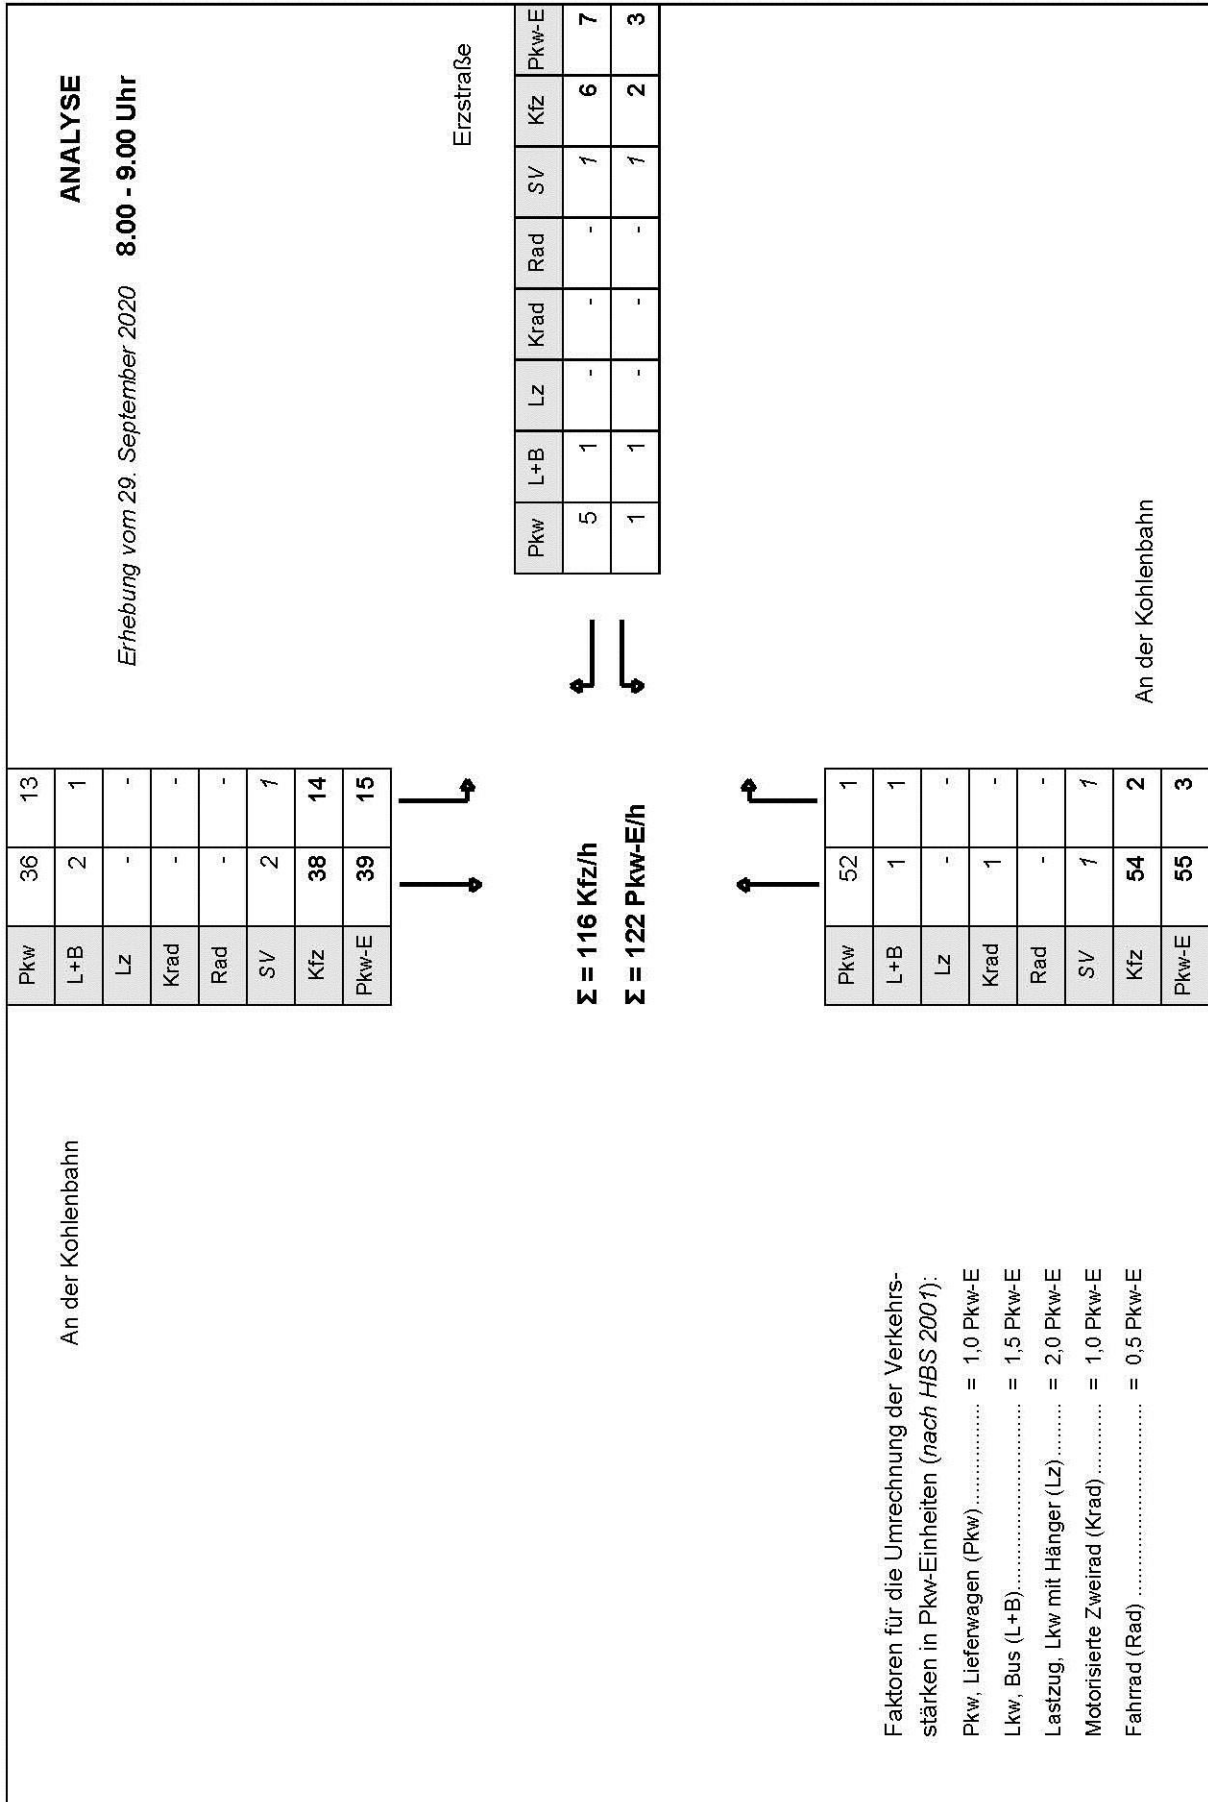 ANALYSE
Erhebung vom 29. September 2020 8.00 - 9.00 Uhr
An der Kohlenbahn
Pkw 36 13
L+B 2 1
Lz - -
Krad - -
Rad - -
SV 2 1
Kfz 38 14
Pkw-E 39 15
Erzstraße
Pkw L+B Lz Krad Rad SV Kfz Pkw-E
5 1 - - - 1 6 7
1 1 - - - 1 2 3
Σ = 116 Kfz/h
Σ = 122 Pkw-E/h
Pkw 52 1
L+B 1 1
Lz - -
Krad 1 -
Rad - -
SV 1 1
Kfz 54 2
Pkw-E 55 3
An der Kohlenbahn
Faktoren für die Umrechnung der Verkehrs-
stärken in Pkw-Einheiten (nach HBS 2001):
Pkw, Lieferwagen (Pkw)................. = 1,0 Pkw-E
Lkw, Bus (L+B)................................ = 1,5 Pkw-E
Lastzug, Lkw mit Hänger (Lz)......... = 2,0 Pkw-E
Motorisierte Zweirad (Krad)............ = 1,0 Pkw-E
Fahrrad (Rad) ................................ = 0,5 Pkw-E